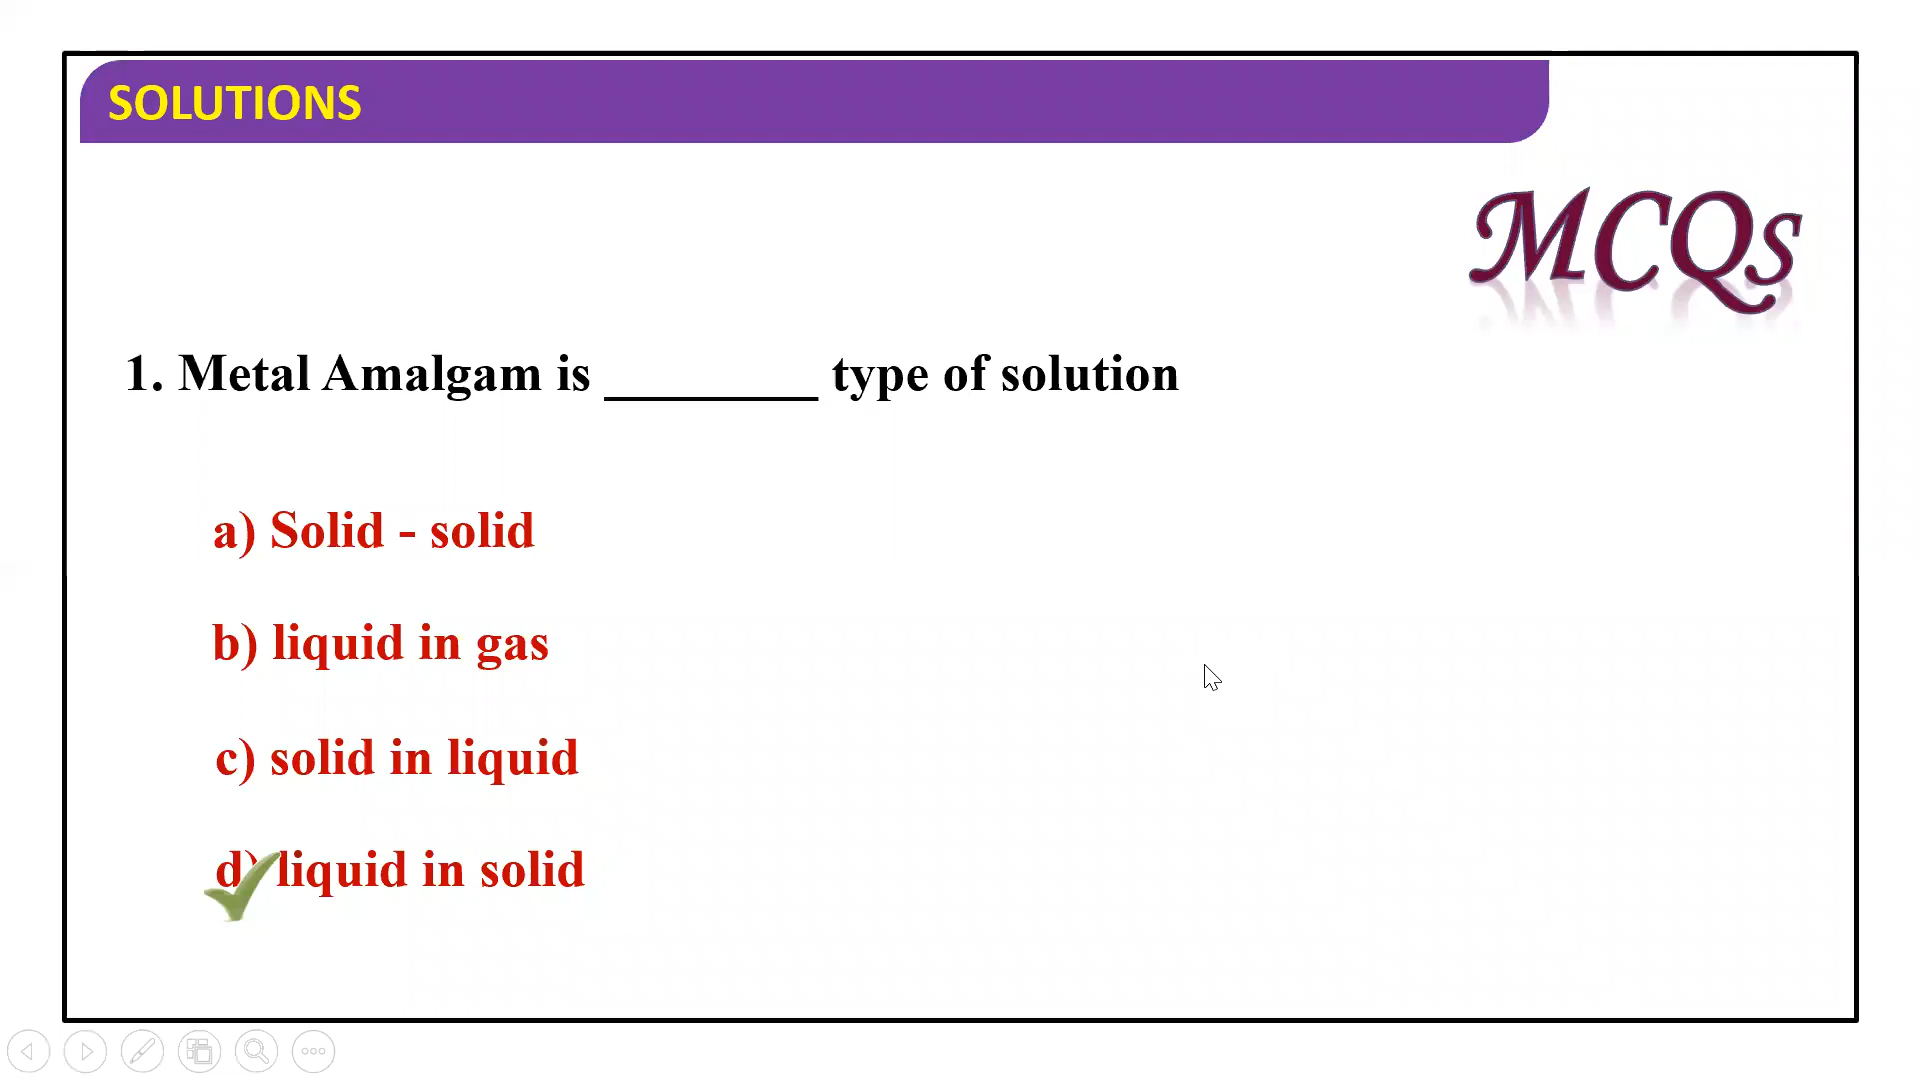 SOLUTIONS
MCQs
1. Metal Amalgam is ________ type of solution
a) Solid - solid
b) liquid in gas
c) solid in liquid
d) liquid in solid